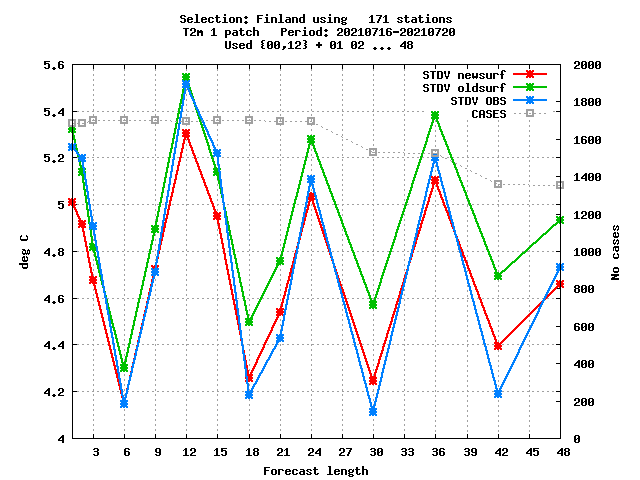 Selection: Finland using   171 stations
T2m 1 patch   Period: 20210716-20210720
Used {00,12} + 01 02 ... 48
STDV newsurf
STDV oldsurf
STDV OBS
CASES
deg C
5.6
5.4
5.2
5
4.8
4.6
4.4
4.2
4
2000
1800
1600
1400
1200
1000
800
600
400
200
0
No cases
3 6 9 12 15 18 21 24 27 30 33 36 39 42 45 48
Forecast length